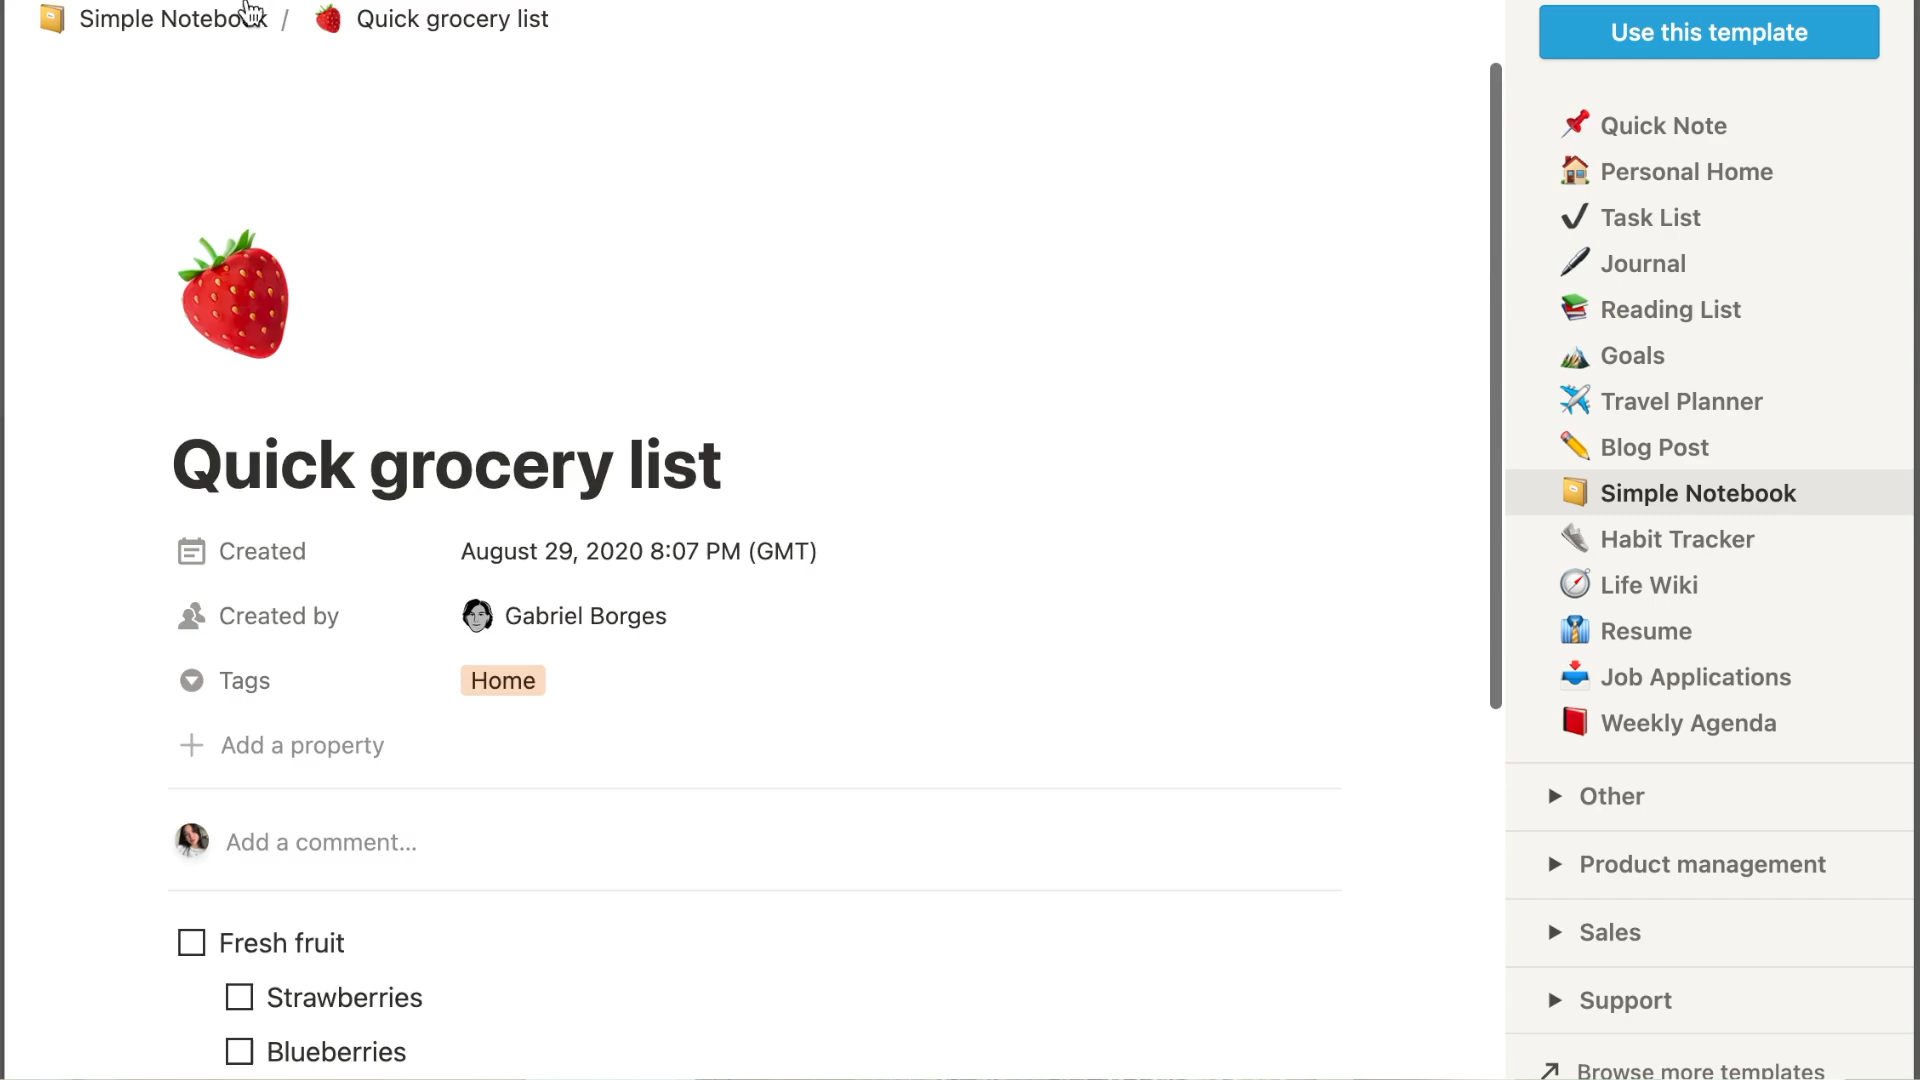 Simple Notebook / Quick grocery list
Quick grocery list
Created August 29, 2020 8:07 PM (GMT)
Created by Gabriel Borges
Tags Home
Add a property
Add a comment...
Fresh fruit
Strawberries
Blueberries
Use this template
Quick Note
Personal Home
Task List
Journal
Reading List
Goals
Travel Planner
Blog Post
Simple Notebook
Habit Tracker
Life Wiki
Resume
Job Applications
Weekly Agenda
Other
Product management
Sales
Support
Browse more templates